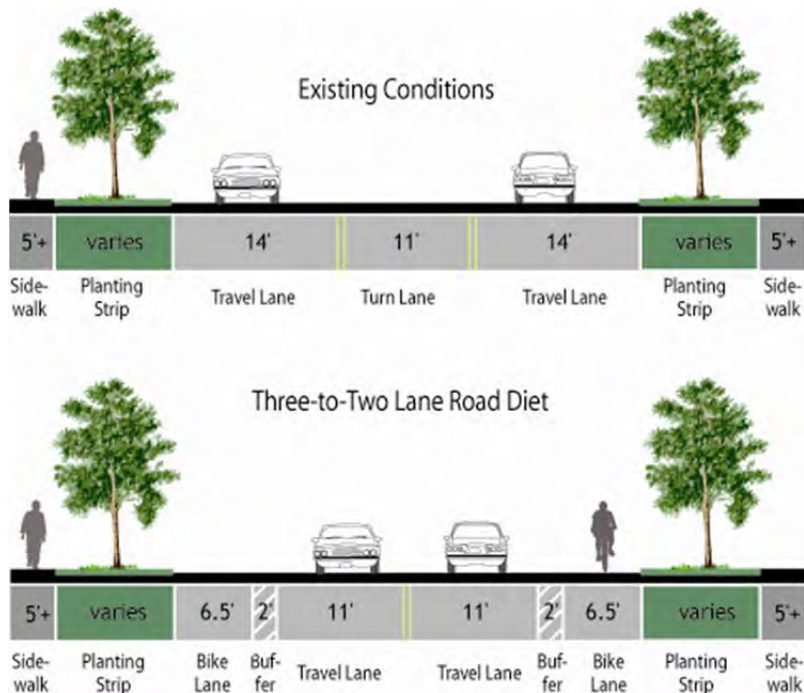 Existing Conditions
5'+ varies 14' 11' 14' varies 5'+
Side- Planting Travel Lane Turn Lane Travel Lane Planting Side-
walk Strip Strip walk
Three-to-Two Lane Road Diet
5'+ varies 6.5' 2' 11' 11' 2' 6.5' varies 5'+
Side- Planting Bike Buf- Travel Lane Travel Lane Buf- Bike Planting Side-
walk Strip Lane fer fer Lane Strip walk